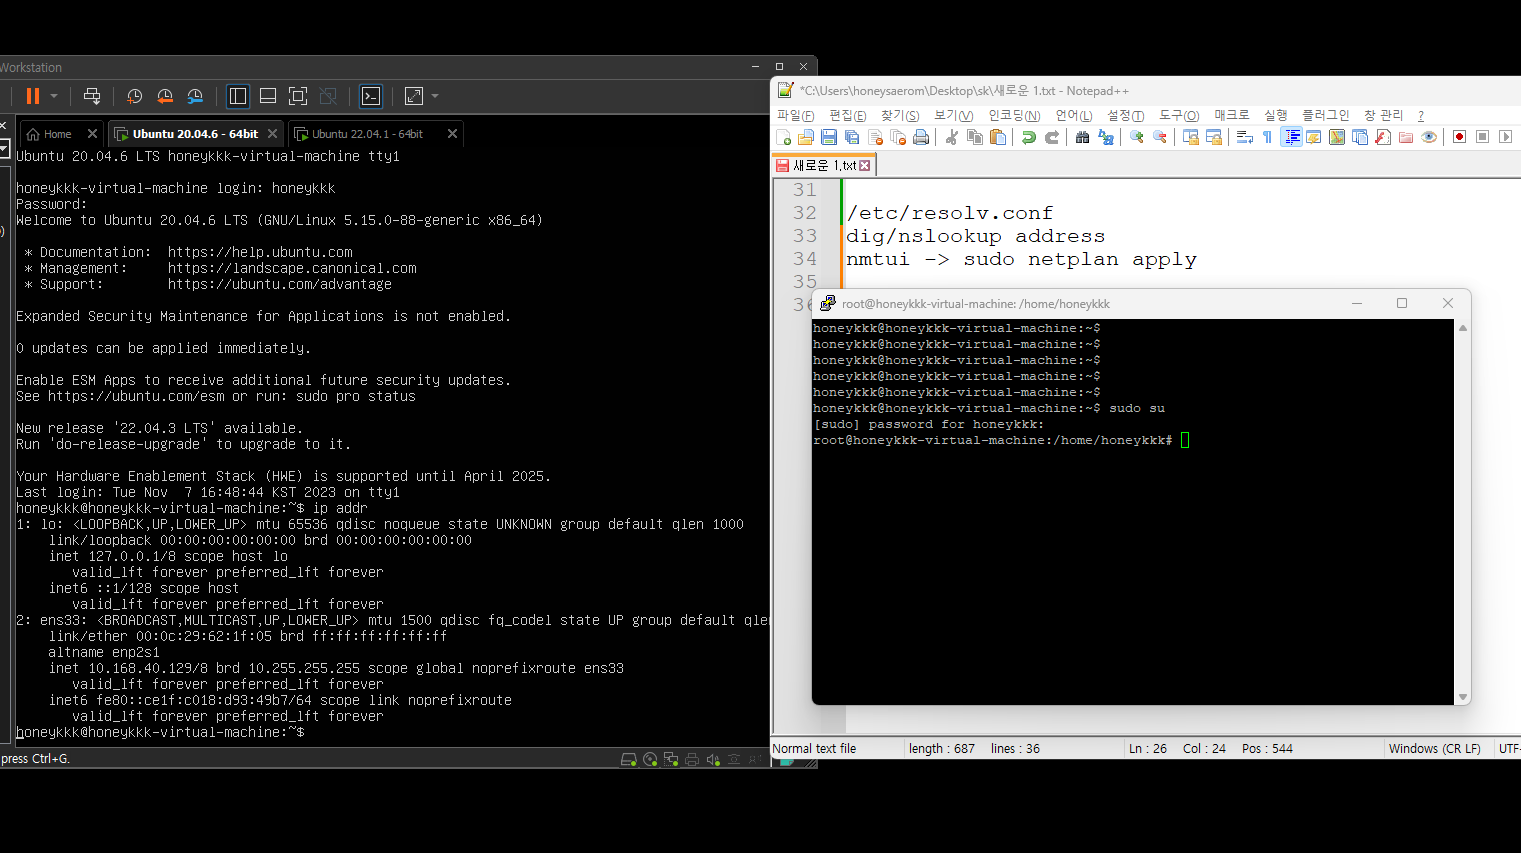 Workstation
Home
Ubuntu 20.04.6 - 64bit
Ubuntu 22.04.1 - 64bit
Ubuntu 20.04.6 LTS honeykkk-virtual-machine tty1
honeykkk-virtual-machine login: honeykkk
Password:
Welcome to Ubuntu 20.04.6 LTS (GNU/Linux 5.15.0-88-generic x86_64)
* Documentation:  https://help.ubuntu.com
* Management:     https://landscape.canonical.com
* Support:        https://ubuntu.com/advantage
Expanded Security Maintenance for Applications is not enabled.
0 updates can be applied immediately.
Enable ESM Apps to receive additional future security updates.
See https://ubuntu.com/esm or run: sudo pro status
New release '22.04.3 LTS' available.
Run 'do-release-upgrade' to upgrade to it.
Your Hardware Enablement Stack (HWE) is supported until April 2025.
Last login: Tue Nov  7 16:48:44 KST 2023 on tty1
honeykkk@honeykkk-virtual-machine:~$ ip addr
1: lo: <LOOPBACK,UP,LOWER_UP> mtu 65536 qdisc noqueue state UNKNOWN group default qlen 1000
link/loopback 00:00:00:00:00:00 brd 00:00:00:00:00:00
inet 127.0.0.1/8 scope host lo
valid_lft forever preferred_lft forever
inet6 ::1/128 scope host
valid_lft forever preferred_lft forever
2: ens33: <BROADCAST,MULTICAST,UP,LOWER_UP> mtu 1500 qdisc fq_codel state UP group default qle
link/ether 00:0c:29:62:1f:05 brd ff:ff:ff:ff:ff:ff
altname enp2s1
inet 10.168.40.129/8 brd 10.255.255.255 scope global noprefixroute ens33
valid_lft forever preferred_lft forever
inet6 fe80::ce1f:c018:d93:49b7/64 scope link noprefixroute
valid_lft forever preferred_lft forever
honeykkk@honeykkk-virtual-machine:~$
press Ctrl+G.
*C:\Users\honeysaerom\Desktop\sk\새로운 1.txt - Notepad++
파일(F) 편집(E) 찾기(S) 보기(V) 인코딩(N) 언어(L) 설정(T) 도구(O) 매크로 실행 플러그인 창 관리 ?
새로운 1.txt
31
32 /etc/resolv.conf
33 dig/nslookup address
34 nmtui -> sudo netplan apply
35
36
root@honeykkk-virtual-machine: /home/honeykkk
honeykkk@honeykkk-virtual-machine:~$
honeykkk@honeykkk-virtual-machine:~$
honeykkk@honeykkk-virtual-machine:~$
honeykkk@honeykkk-virtual-machine:~$
honeykkk@honeykkk-virtual-machine:~$
honeykkk@honeykkk-virtual-machine:~$ sudo su
[sudo] password for honeykkk:
root@honeykkk-virtual-machine:/home/honeykkk#
Normal text file length : 687 lines : 36 Ln : 26 Col : 24 Pos : 544 Windows (CR LF) UTF-